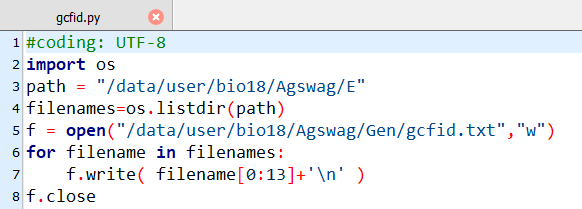 gcfid.py
1 #coding: UTF-8
2 import os
3 path = "/data/user/bio18/Agswag/E"
4 filenames=os.listdir(path)
5 f = open("/data/user/bio18/Agswag/Gen/gcfid.txt","w")
6 for filename in filenames:
7     f.write( filename[0:13]+'\n' )
8 f.close